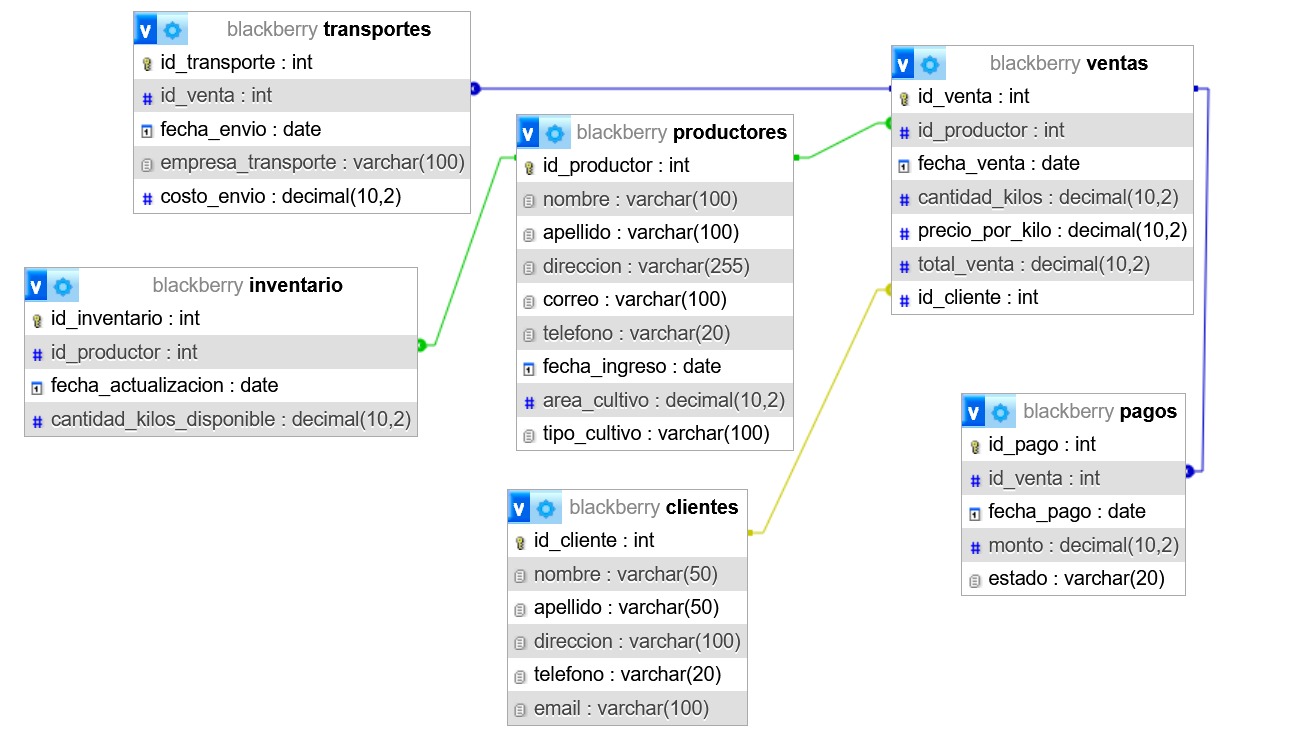 blackberry transportes
id_transporte : int
id_venta : int
fecha_envio : date
empresa_transporte : varchar(100)
costo_envio : decimal(10,2)
blackberry ventas
id_venta : int
id_productor : int
fecha_venta : date
cantidad_kilos : decimal(10,2)
precio_por_kilo : decimal(10,2)
total_venta : decimal(10,2)
id_cliente : int
blackberry productores
id_productor : int
nombre : varchar(100)
apellido : varchar(100)
direccion : varchar(255)
correo : varchar(100)
telefono : varchar(20)
fecha_ingreso : date
area_cultivo : decimal(10,2)
tipo_cultivo : varchar(100)
blackberry inventario
id_inventario : int
id_productor : int
fecha_actualizacion : date
cantidad_kilos_disponible : decimal(10,2)
blackberry pagos
id_pago : int
id_venta : int
fecha_pago : date
monto : decimal(10,2)
estado : varchar(20)
blackberry clientes
id_cliente : int
nombre : varchar(50)
apellido : varchar(50)
direccion : varchar(100)
telefono : varchar(20)
email : varchar(100)